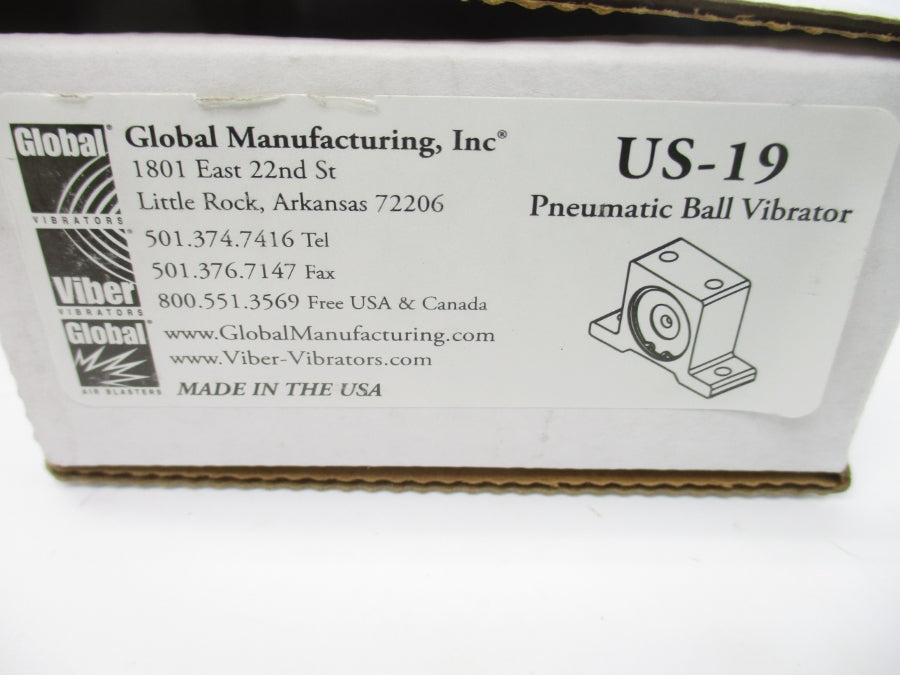 Global®
VIBRATORS
Viber®
VIBRATORS
Global®
AIR BLASTERS
Global Manufacturing, Inc®
1801 East 22nd St
Little Rock, Arkansas 72206
501.374.7416 Tel
501.376.7147 Fax
800.551.3569 Free USA & Canada
www.GlobalManufacturing.com
www.Viber-Vibrators.com
MADE IN THE USA
US-19
Pneumatic Ball Vibrator